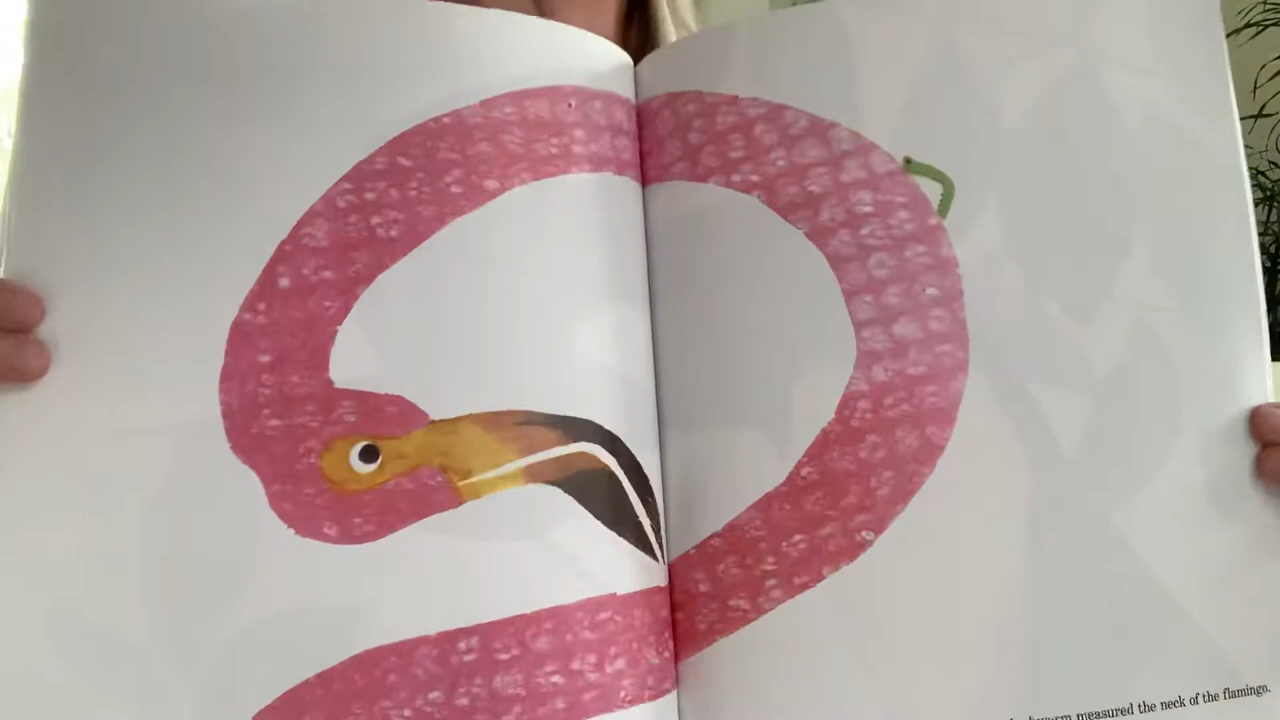 measured the neck of the flamingo.